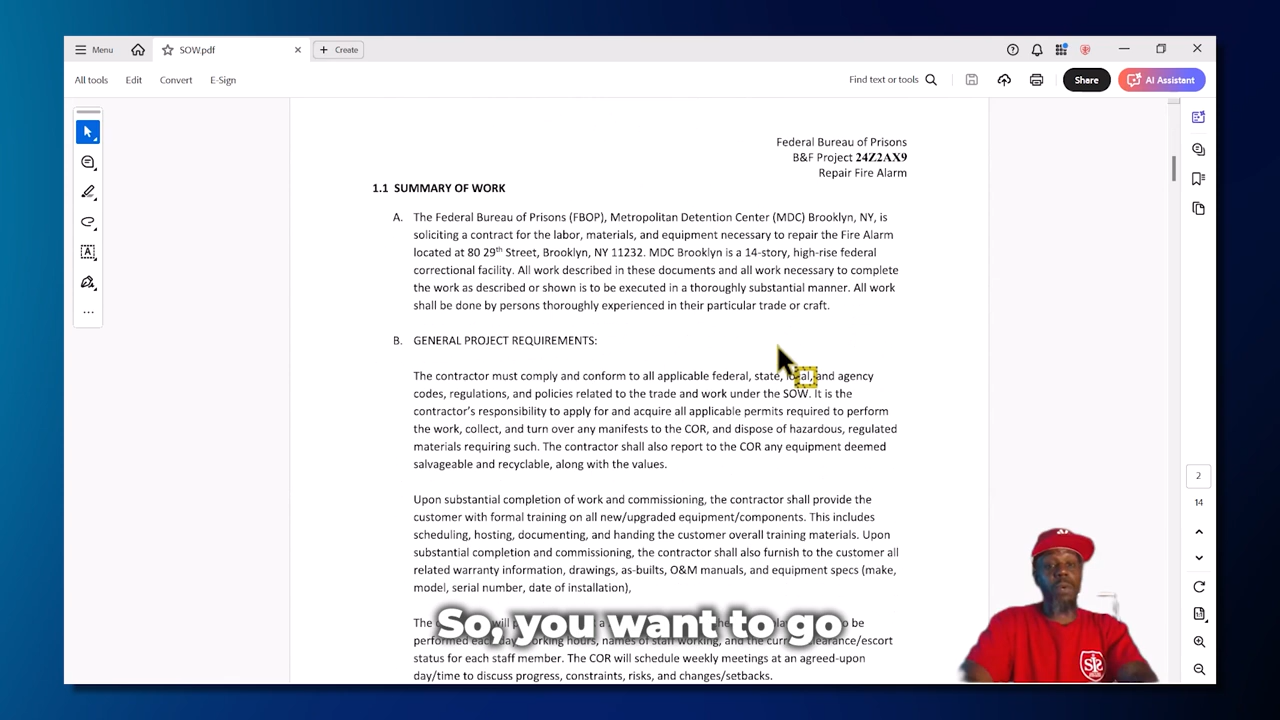 Menu
SOW.pdf
Create
All tools
Edit
Convert
E-Sign
Find text or tools
Share
AI Assistant
Federal Bureau of Prisons
B&F Project 24Z2AX9
Repair Fire Alarm
1.1 SUMMARY OF WORK
A. The Federal Bureau of Prisons (FBOP), Metropolitan Detention Center (MDC) Brooklyn, NY, is
soliciting a contract for the labor, materials, and equipment necessary to repair the Fire Alarm
located at 80 29th Street, Brooklyn, NY 11232. MDC Brooklyn is a 14-story, high-rise federal
correctional facility. All work described in these documents and all work necessary to complete
the work as described or shown is to be executed in a thoroughly substantial manner. All work
shall be done by persons thoroughly experienced in their particular trade or craft.
B. GENERAL PROJECT REQUIREMENTS:
The contractor must comply and conform to all applicable federal, state, and agency
codes, regulations, and policies related to the trade and work under the SOW. It is the
contractor's responsibility to apply for and acquire all applicable permits required to perform
the work, collect, and turn over any manifests to the COR, and dispose of hazardous, regulated
materials requiring such. The contractor shall also report to the COR any equipment deemed
salvageable and recyclable, along with the values.
Upon substantial completion of work and commissioning, the contractor shall provide the
customer with formal training on all new/upgraded equipment/components. This includes
scheduling, hosting, documenting, and handing the customer overall training materials. Upon
substantial completion and commissioning, the contractor shall also furnish to the customer all
related warranty information, drawings, as-builts, O&M manuals, and equipment specs (make,
model, serial number, date of installation),
So, you want to go
The be
performed each working hours, names of staff working, and the
status for each staff member. The COR will schedule weekly meetings at an agreed-upon
day/time to discuss progress, constraints, risks, and changes/setbacks.
2
14